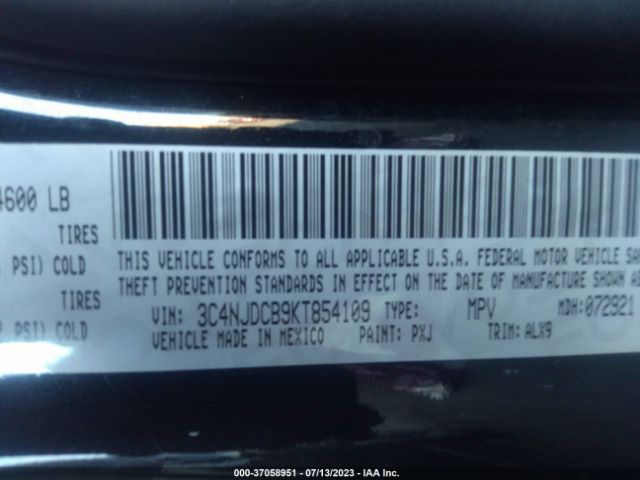 4600 LB
TIRES
PSI) COLD
TIRES
PSI) COLD
THIS VEHICLE CONFORMS TO ALL APPLICABLE U.S.A. FEDERAL MOTOR VEHICLE SA
THEFT PREVENTION STANDARDS IN EFFECT ON THE DATE OF MANUFACTURE SHOWN A
VIN: 3C4NJDCB9KT854109 TYPE: MPV MDH:072921
VEHICLE MADE IN MEXICO PAINT: PXJ TRIM:ALX9
000-37058951 - 07/13/2023 - IAA Inc.